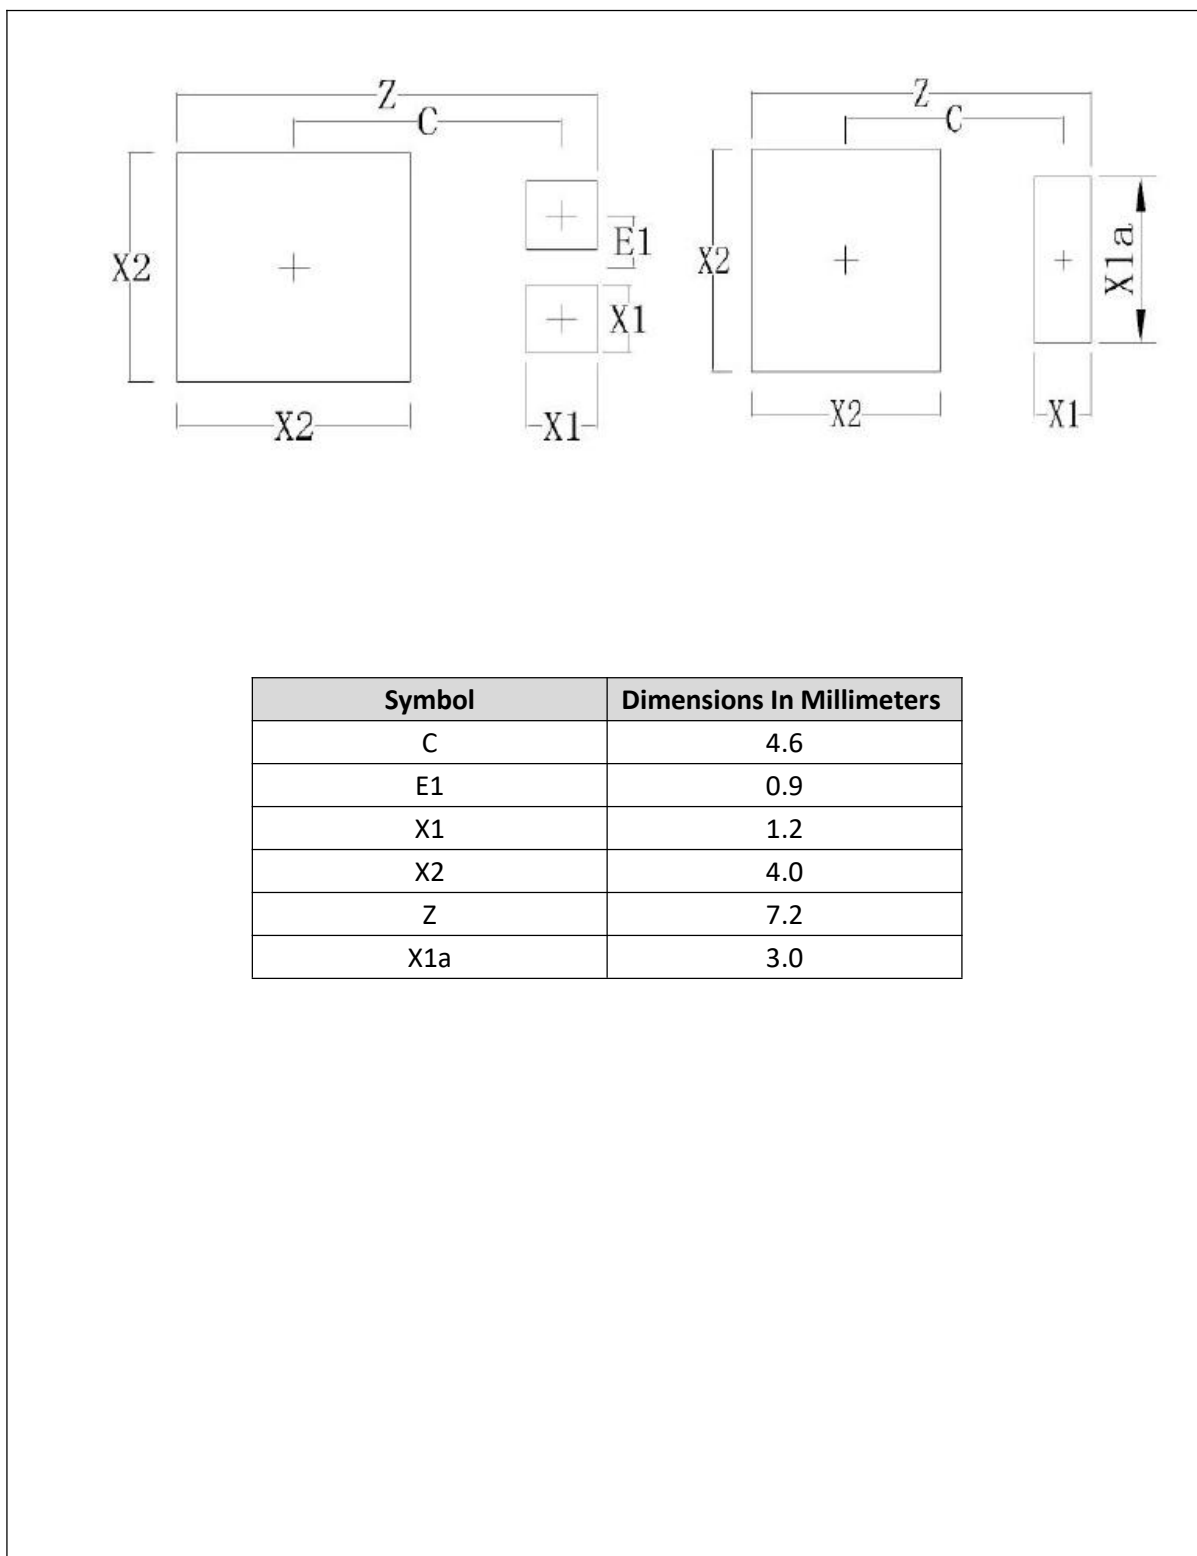 Z
C
X2
E1
X1
X2
X1
Z
C
X2
X1a
X2
X1
Symbol Dimensions In Millimeters
C 4.6
E1 0.9
X1 1.2
X2 4.0
Z 7.2
X1a 3.0